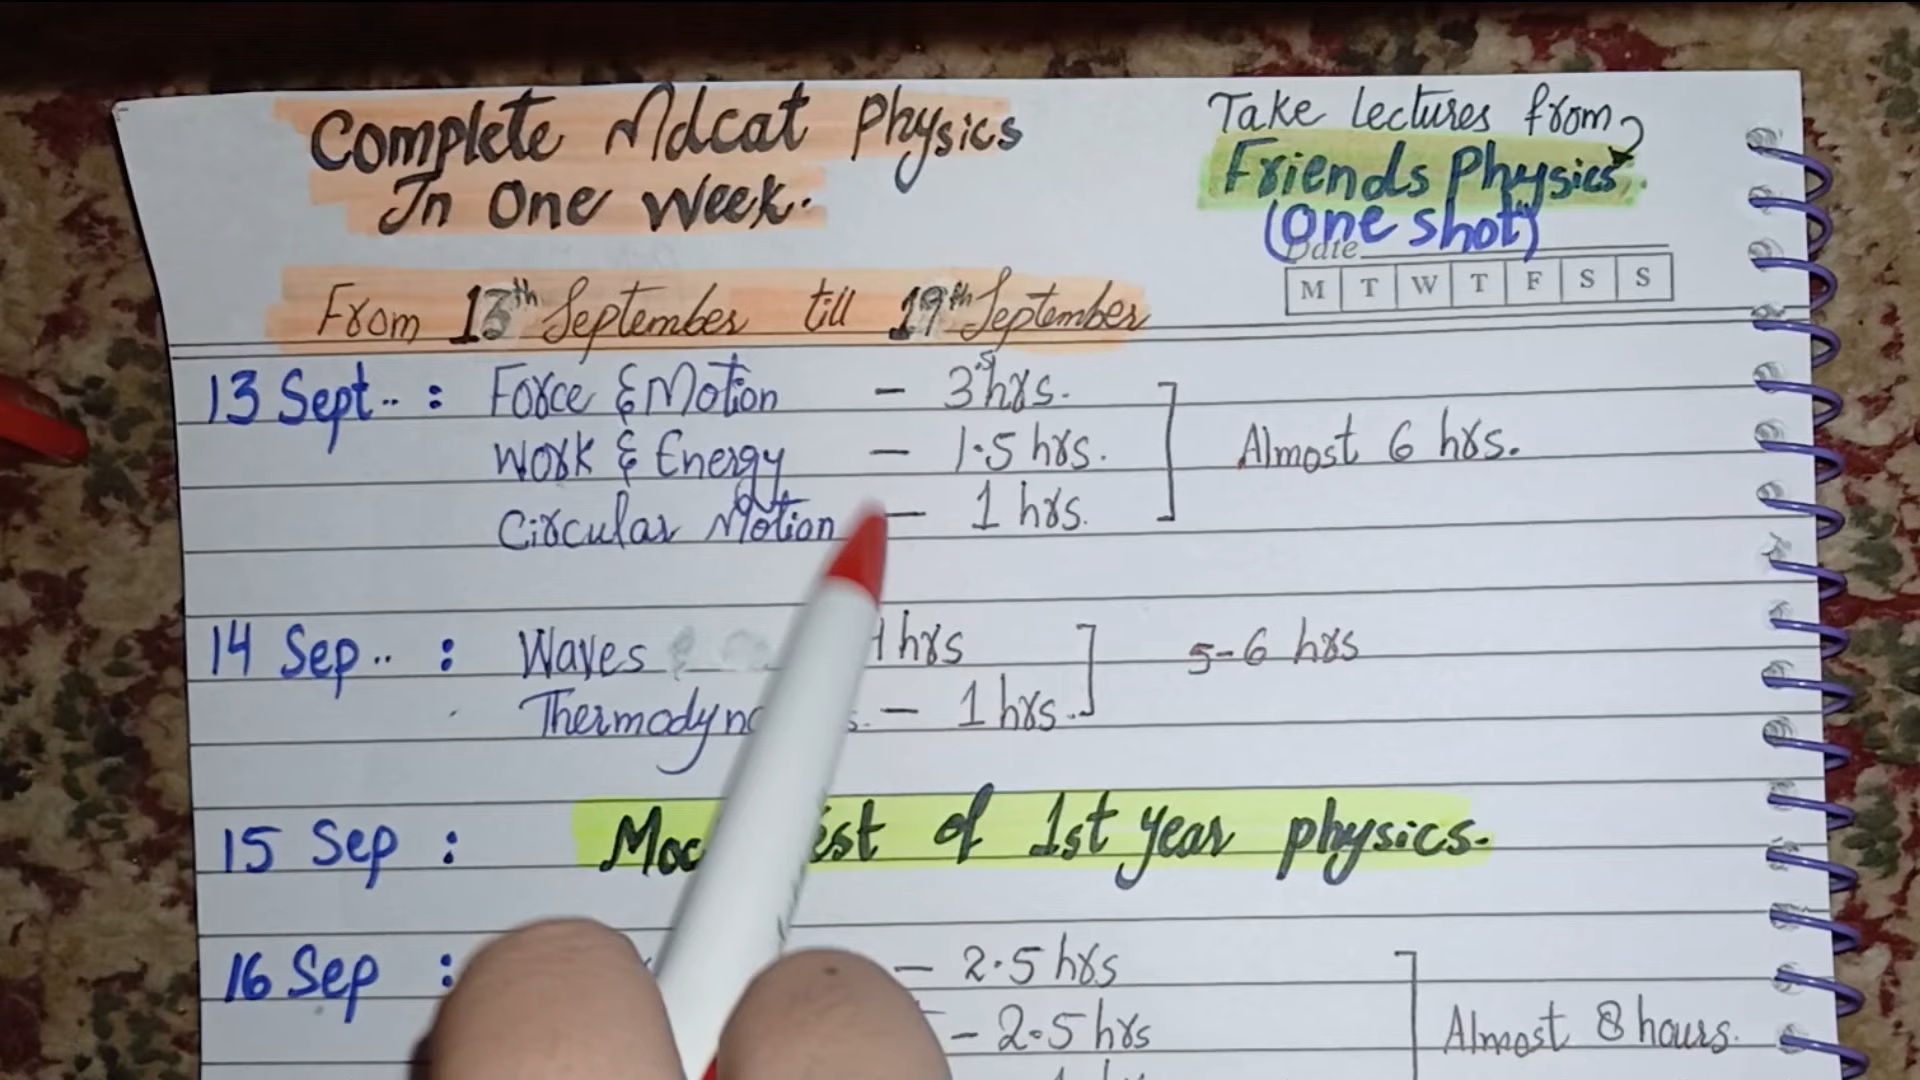 Complete Mdcat Physics
In One Week.
Take lectures from
Friends Physics
(One shot)
Date
M T W T F S S
From 13th September till 19th September
13 Sept.. : Force & Motion - 3.5 hrs.
Work & Energy - 1.5 hrs.
Circular Motion - 1 hrs.
Almost 6 hrs.
14 Sep.. : Waves hrs
- 1 hrs.
5-6 hrs
15 Sep : of 1st year physics.
16 Sep : - 2.5 hrs
- 2.5 hrs
Almost 8 hours.